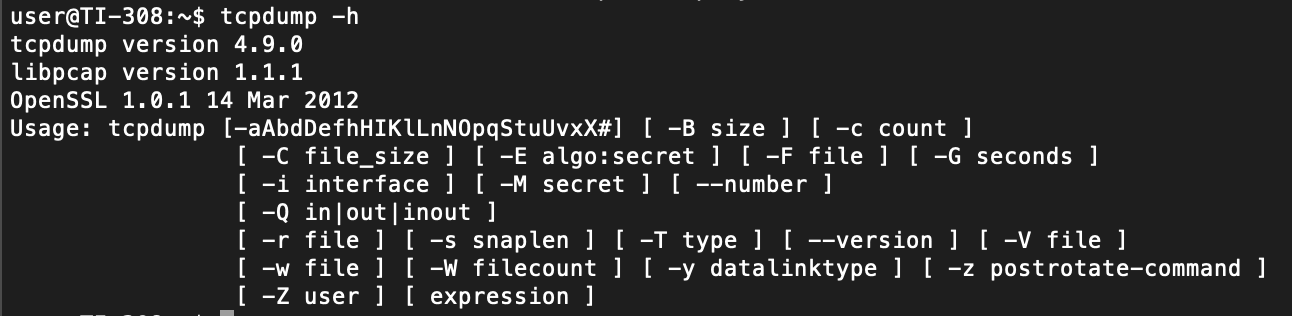 user@TI-308:~$ tcpdump -h
tcpdump version 4.9.0
libpcap version 1.1.1
OpenSSL 1.0.1 14 Mar 2012
Usage: tcpdump [-aAbdDefhHIKlLnNOpqStuUvxX#] [ -B size ] [ -c count ]
[ -C file_size ] [ -E algo:secret ] [ -F file ] [ -G seconds ]
[ -i interface ] [ -M secret ] [ --number ]
[ -Q in|out|inout ]
[ -r file ] [ -s snaplen ] [ -T type ] [ --version ] [ -V file ]
[ -w file ] [ -W filecount ] [ -y datalinktype ] [ -z postrotate-command ]
[ -Z user ] [ expression ]